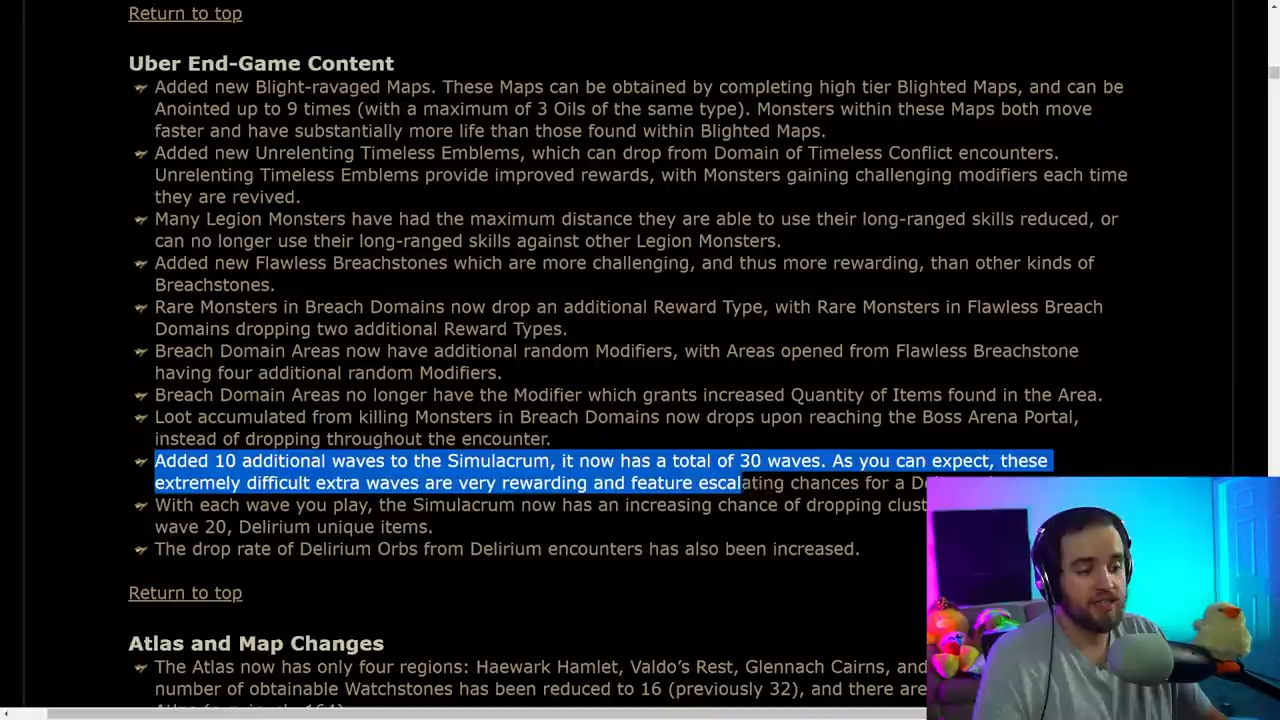 Return to top
Uber End-Game Content
Added new Blight-ravaged Maps. These Maps can be obtained by completing high tier Blighted Maps, and can be
Anointed up to 9 times (with a maximum of 3 Oils of the same type). Monsters within these Maps both move
faster and have substantially more life than those found within Blighted Maps.
Added new Unrelenting Timeless Emblems, which can drop from Domain of Timeless Conflict encounters.
Unrelenting Timeless Emblems provide improved rewards, with Monsters gaining challenging modifiers each time
they are revived.
Many Legion Monsters have had the maximum distance they are able to use their long-ranged skills reduced, or
can no longer use their long-ranged skills against other Legion Monsters.
Added new Flawless Breachstones which are more challenging, and thus more rewarding, than other kinds of
Breachstones.
Rare Monsters in Breach Domains now drop an additional Reward Type, with Rare Monsters in Flawless Breach
Domains dropping two additional Reward Types.
Breach Domain Areas now have additional random Modifiers, with Areas opened from Flawless Breachstone
having four additional random Modifiers.
Breach Domain Areas no longer have the Modifier which grants increased Quantity of Items found in the Area.
Loot accumulated from killing Monsters in Breach Domains now drops upon reaching the Boss Arena Portal,
instead of dropping throughout the encounter.
Added 10 additional waves to the Simulacrum, it now has a total of 30 waves. As you can expect, these
extremely difficult extra waves are very rewarding and feature escalating chances for a
With each wave you play, the Simulacrum now has an increasing chance of dropping
wave 20, Delirium unique items.
The drop rate of Delirium Orbs from Delirium encounters has also been increased.
Return to top
Atlas and Map Changes
The Atlas now has only four regions: Haewark Hamlet, Valdo's Rest, Glennach Cairns, and
number of obtainable Watchstones has been reduced to 16 (previously 32), and there are